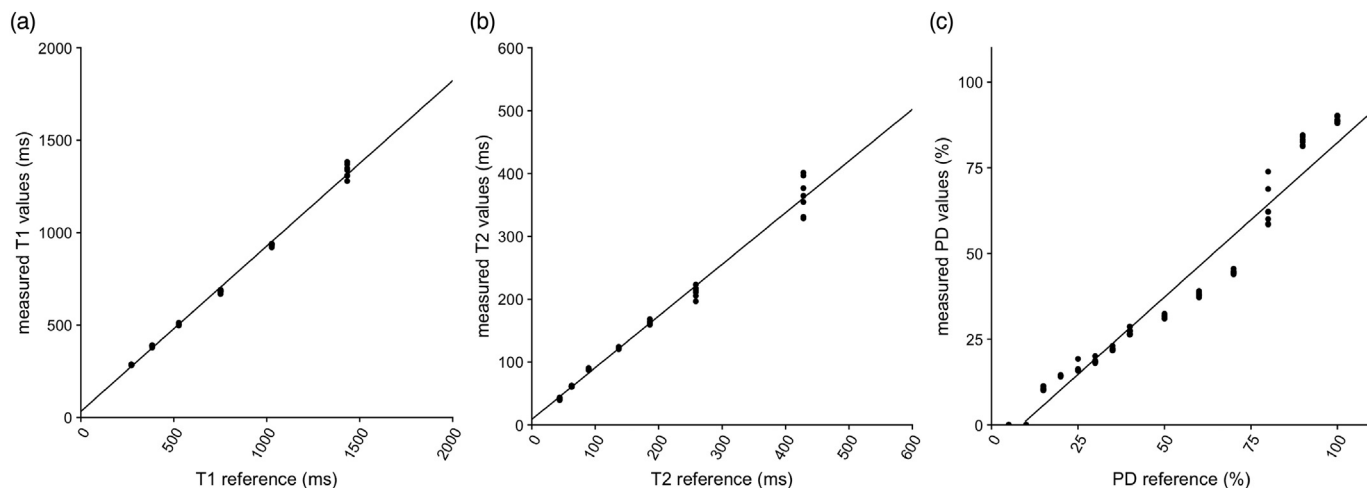 (a)
2000
1500
1000
500
0
measured T1 values (ms)
0 500 1000 1500 2000
T1 reference (ms)
(b)
600
500
400
300
200
100
0
measured T2 values (ms)
0 100 200 300 400 500 600
T2 reference (ms)
(c)
100
75
50
25
0
measured PD values (%)
0 25 50 75 100
PD reference (%)